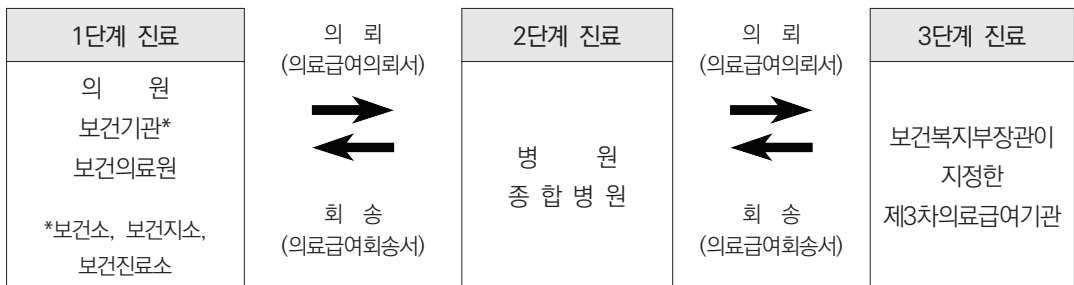 1단계 진료
의 원
보건기관*
보건의료원
*보건소, 보건지소,
보건진료소
의 뢰
(의료급여의뢰서)
회 송
(의료급여회송서)
2단계 진료
병 원
종 합 병 원
의 뢰
(의료급여의뢰서)
회 송
(의료급여회송서)
3단계 진료
보건복지부장관이
지정한
제3차의료급여기관